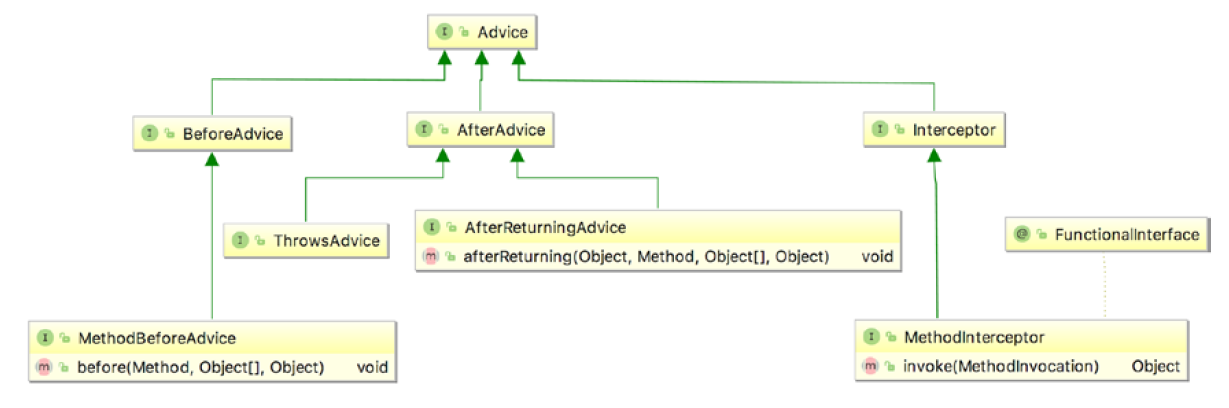 Advice
BeforeAdvice
AfterAdvice
Interceptor
ThrowsAdvice
AfterReturningAdvice
afterReturning(Object, Method, Object[], Object) void
FunctionalInterface
MethodBeforeAdvice
before(Method, Object[], Object) void
MethodInterceptor
invoke(MethodInvocation) Object